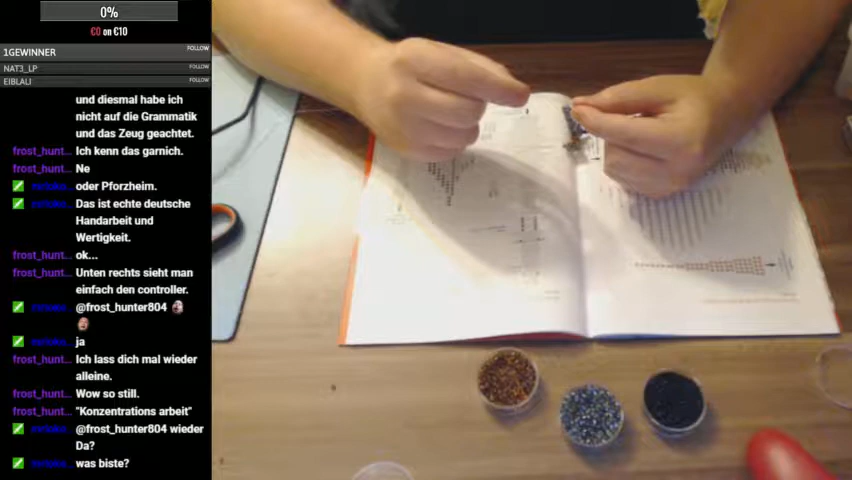 0%
€0 on €10
1GEWINNER FOLLOW
NAT3_LP FOLLOW
EIBLALI FOLLOW
und diesmal habe ich
nicht auf die Grammatik
und das Zeug geachtet.
frost_hunt... Ich kenn das garnich.
frost_hunt... Ne
oder Pforzheim.
Das ist echte deutsche
Handarbeit und
Wertigkeit.
frost_hunt... ok...
frost_hunt... Unten rechts sieht man
einfach den controller.
@frost_hunter804
ja
frost_hunt... Ich lass dich mal wieder
alleine.
frost_hunt... Wow so still.
frost_hunt... "Konzentrations arbeit"
@frost_hunter804 wieder
Da?
was biste?